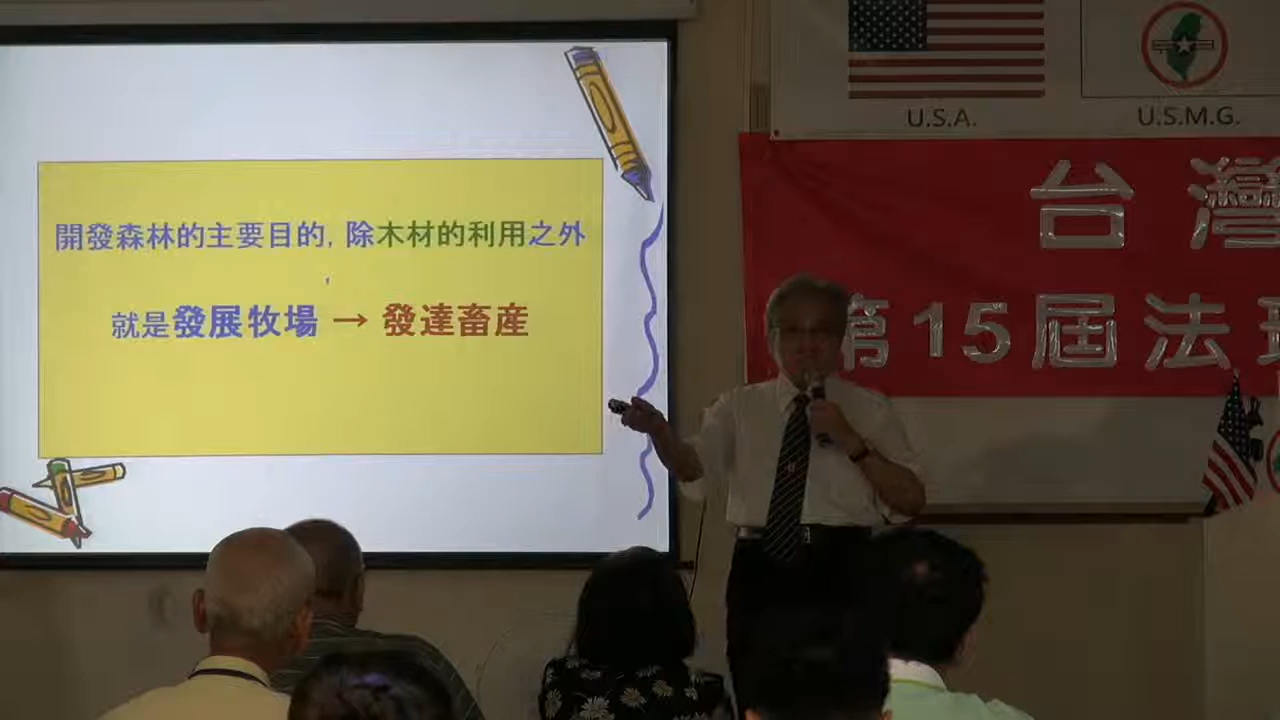 開發森林的主要目的, 除木材的利用之外
,
就是發展牧場 → 發達畜産
U.S.A.
U.S.M.G.
台灣
第15屆法